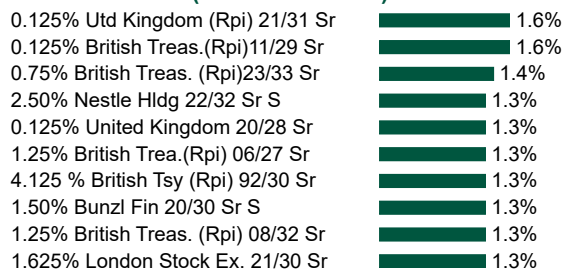 0.125% Utd Kingdom (Rpi) 21/31 Sr 1.6%
0.125% British Treas.(Rpi)11/29 Sr 1.6%
0.75% British Treas. (Rpi)23/33 Sr 1.4%
2.50% Nestle Hldg 22/32 Sr S 1.3%
0.125% United Kingdom 20/28 Sr 1.3%
1.25% British Trea.(Rpi) 06/27 Sr 1.3%
4.125 % British Tsy (Rpi) 92/30 Sr 1.3%
1.50% Bunzl Fin 20/30 Sr S 1.3%
1.25% British Treas. (Rpi) 08/32 Sr 1.3%
1.625% London Stock Ex. 21/30 Sr 1.3%